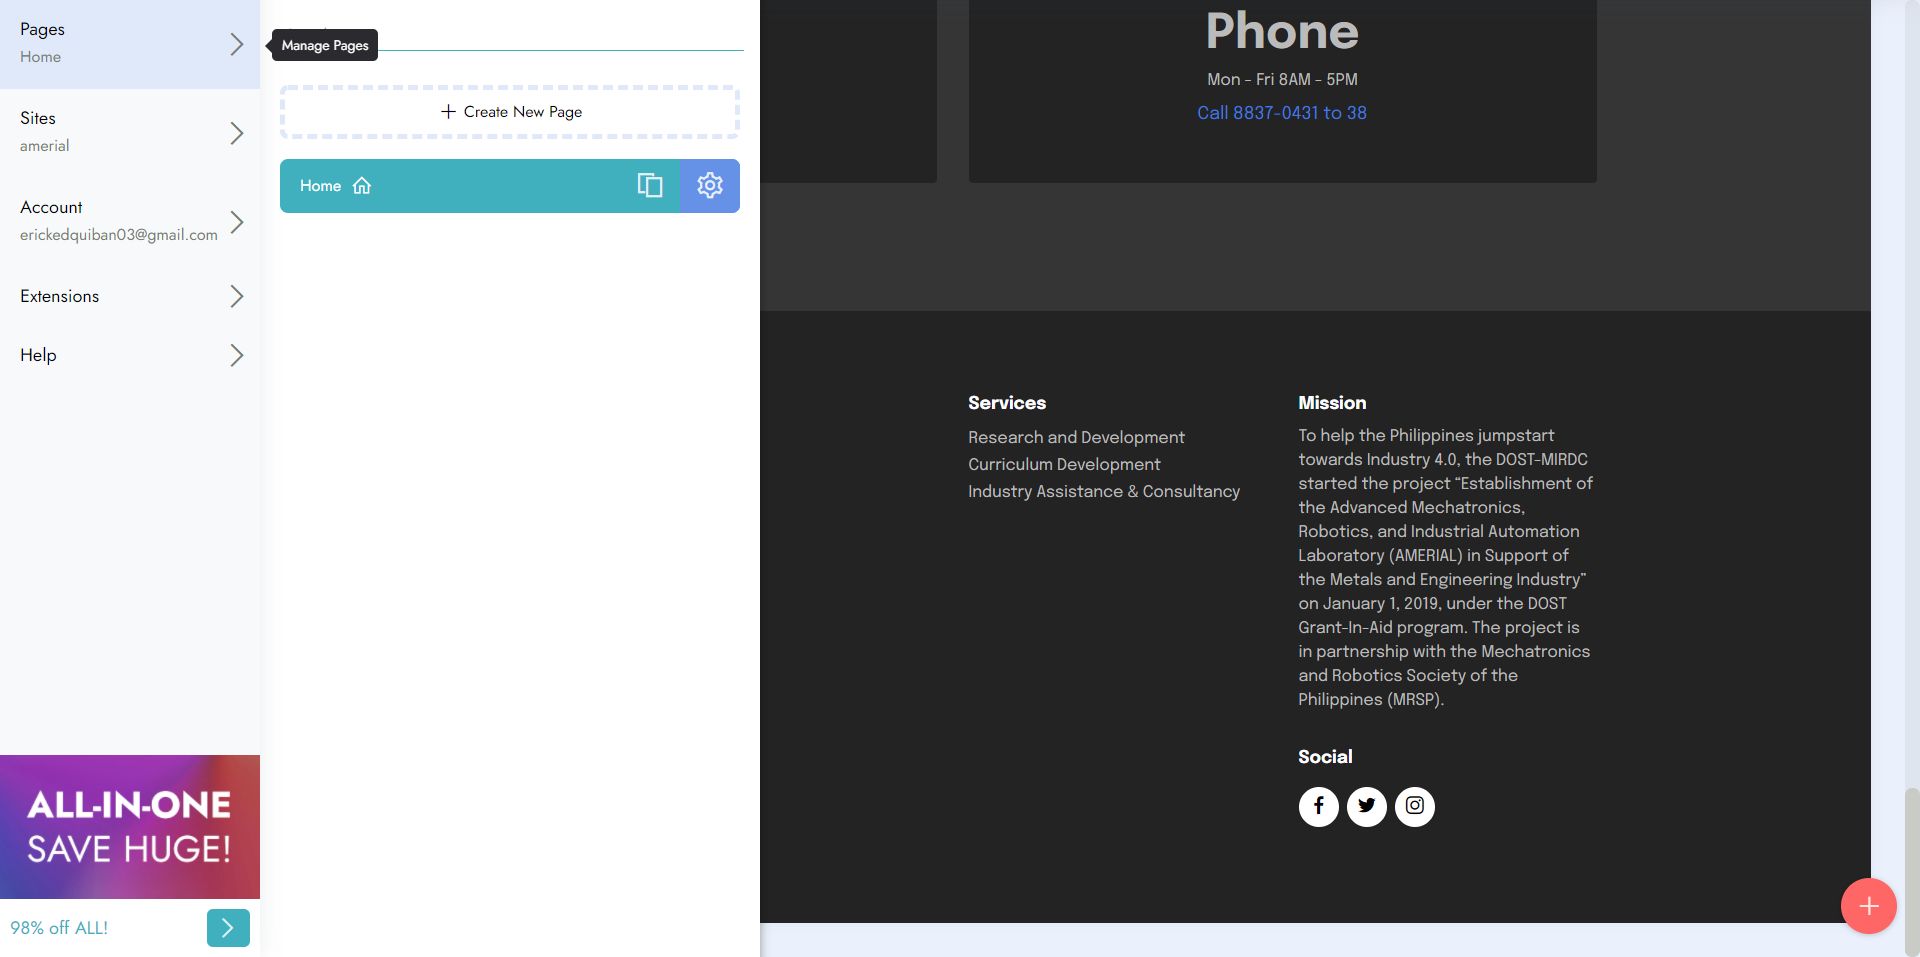 Pages
Home
Manage Pages
Sites
amerial
Account
erickedquiban03@gmail.com
Extensions
Help
ALL-IN-ONE
SAVE HUGE!
98% off ALL!
+ Create New Page
Home
Phone
Mon - Fri 8AM - 5PM
Call 8837-0431 to 38
Services
Research and Development
Curriculum Development
Industry Assistance & Consultancy
Mission
To help the Philippines jumpstart
towards Industry 4.0, the DOST-MIRDC
started the project “Establishment of
the Advanced Mechatronics,
Robotics, and Industrial Automation
Laboratory (AMERIAL) in Support of
the Metals and Engineering Industry”
on January 1, 2019, under the DOST
Grant-In-Aid program. The project is
in partnership with the Mechatronics
and Robotics Society of the
Philippines (MRSP).
Social